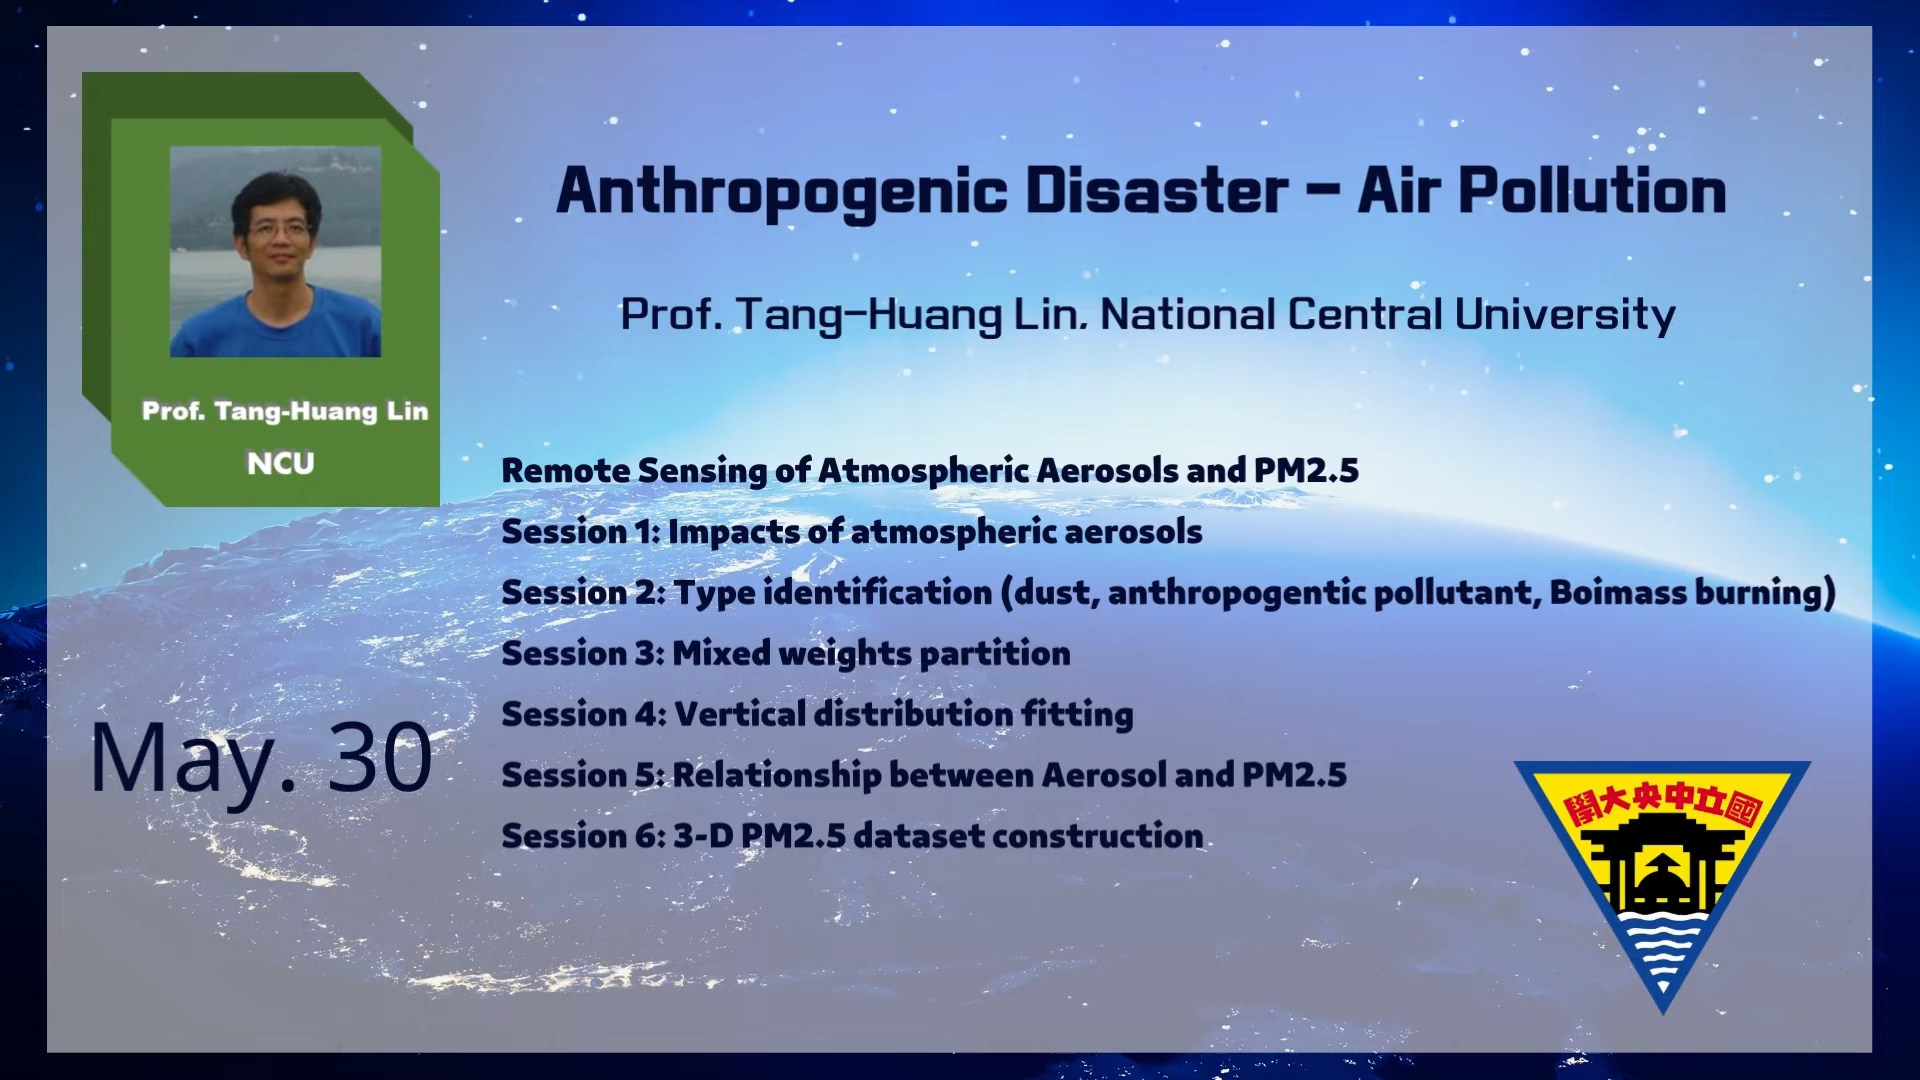 Anthropogenic Disaster - Air Pollution
Prof. Tang-Huang Lin, National Central University
Prof. Tang-Huang Lin
NCU
May. 30
Remote Sensing of Atmospheric Aerosols and PM2.5
Session 1: Impacts of atmospheric aerosols
Session 2: Type identification (dust, anthropogentic pollutant, Boimass burning)
Session 3: Mixed weights partition
Session 4: Vertical distribution fitting
Session 5: Relationship between Aerosol and PM2.5
Session 6: 3-D PM2.5 dataset construction
學大央中立國